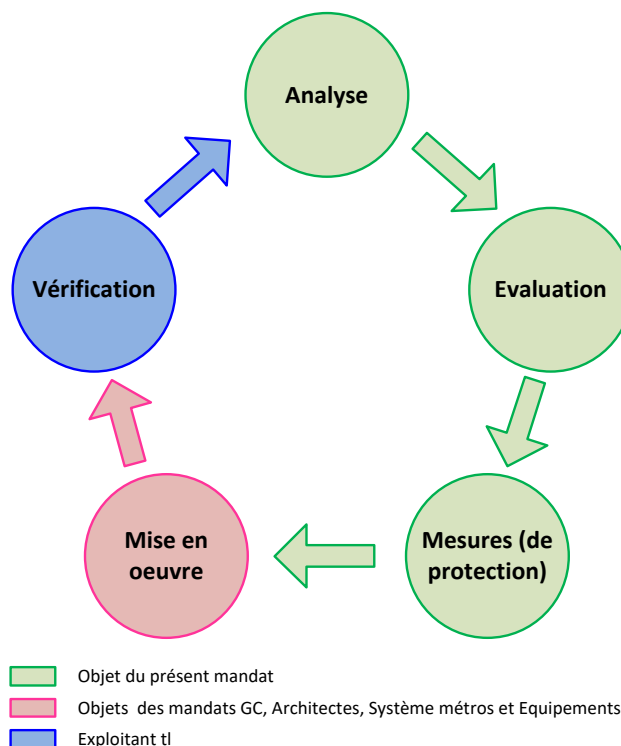 Analyse
Vérification
Evaluation
Mise en
oeuvre
Mesures (de
protection)
Objet du présent mandat
Objets des mandats GC, Architectes, Système métros et Equipements
Exploitant tl